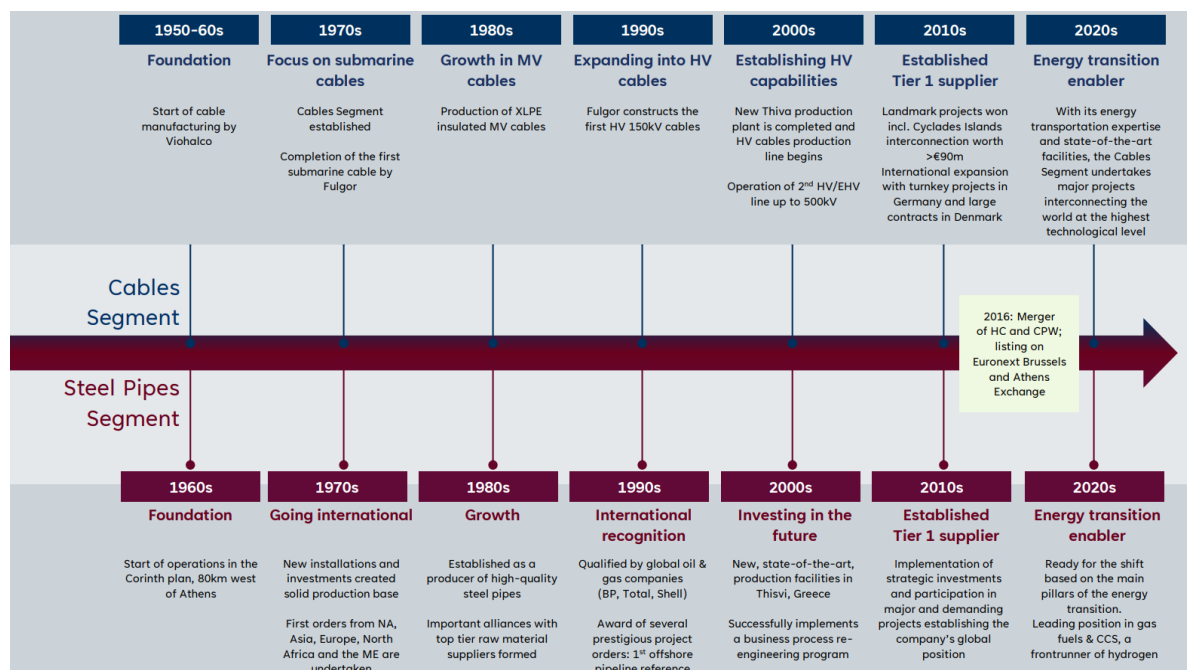 1950-60s
Foundation
Start of cable
manufacturing by
Viohalco
1970s
Focus on submarine
cables
Cables Segment
established
Completion of the first
submarine cable by
Fulgor
1980s
Growth in MV
cables
Production of XLPE
insulated MV cables
1990s
Expanding into HV
cables
Fulgor constructs the
first HV 150kV cables
2000s
Establishing HV
capabilities
New Thiva production
plant is completed and
HV cables production
line begins
Operation of 2nd HV/EHV
line up to 500kV
2010s
Established
Tier 1 supplier
Landmark projects won
incl. Cyclades Islands
interconnection worth
>€90m
International expansion
with turnkey projects in
Germany and large
contracts in Denmark
2020s
Energy transition
enabler
With its energy
transportation expertise
and state-of-the-art
facilities, the Cables
Segment undertakes
major projects
interconnecting the
world at the highest
technological level
Cables
Segment
2016: Merger
of HC and CPW;
listing on
Euronext Brussels
and Athens
Exchange
Steel Pipes
Segment
1960s
Foundation
Start of operations in the
Corinth plan, 80km west
of Athens
1970s
Going international
New installations and
investments created
solid production base
First orders from NA,
Asia, Europe, North
Africa and the ME are
undertaken
1980s
Growth
Established as a
producer of high-quality
steel pipes
Important alliances with
top tier raw material
suppliers formed
1990s
International
recognition
Qualified by global oil &
gas companies
(BP, Total, Shell)
Award of several
prestigious project
orders: 1st offshore
pipeline reference
2000s
Investing in the
future
New, state-of-the-art,
production facilities in
Thisvi, Greece
Successfully implements
a business process re-
engineering program
2010s
Established
Tier 1 supplier
Implementation of
strategic investments
and participation in
major and demanding
projects establishing the
company's global
position
2020s
Energy transition
enabler
Ready for the shift
based on the main
pillars of the energy
transition.
Leading position in gas
fuels & CCS, a
frontrunner of hydrogen